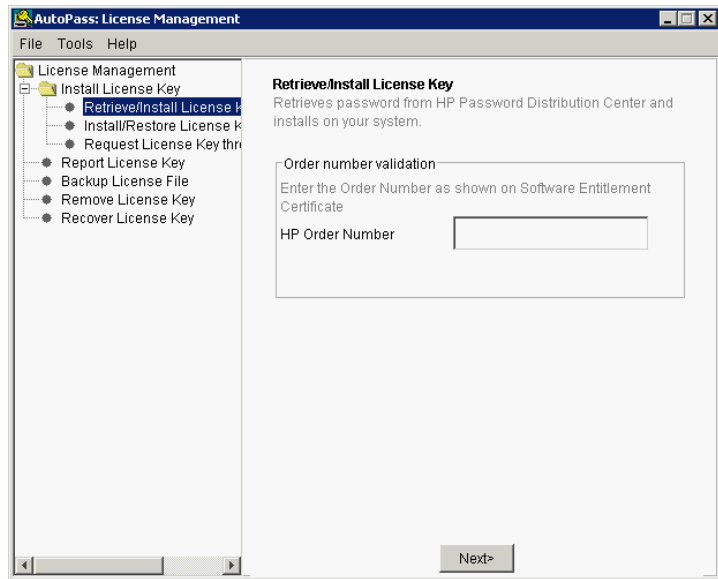 AutoPass: License Management
File Tools Help
License Management
Install License Key
Retrieve/Install License K
Install/Restore License K
Request License Key thro
Report License Key
Backup License File
Remove License Key
Recover License Key
Retrieve/Install License Key
Retrieves password from HP Password Distribution Center and
installs on your system.
Order number validation
Enter the Order Number as shown on Software Entitlement
Certificate
HP Order Number
Next>